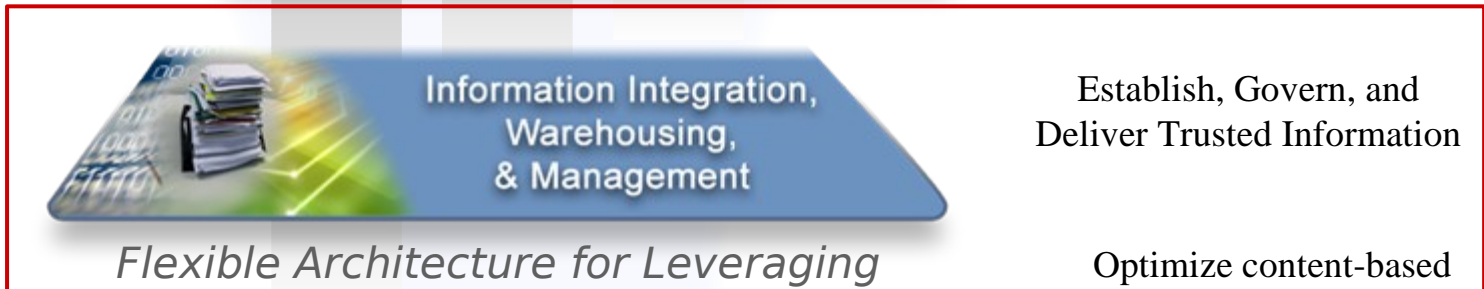 Information Integration,
Warehousing,
& Management
Establish, Govern, and
Deliver Trusted Information
Flexible Architecture for Leveraging
Optimize content-based